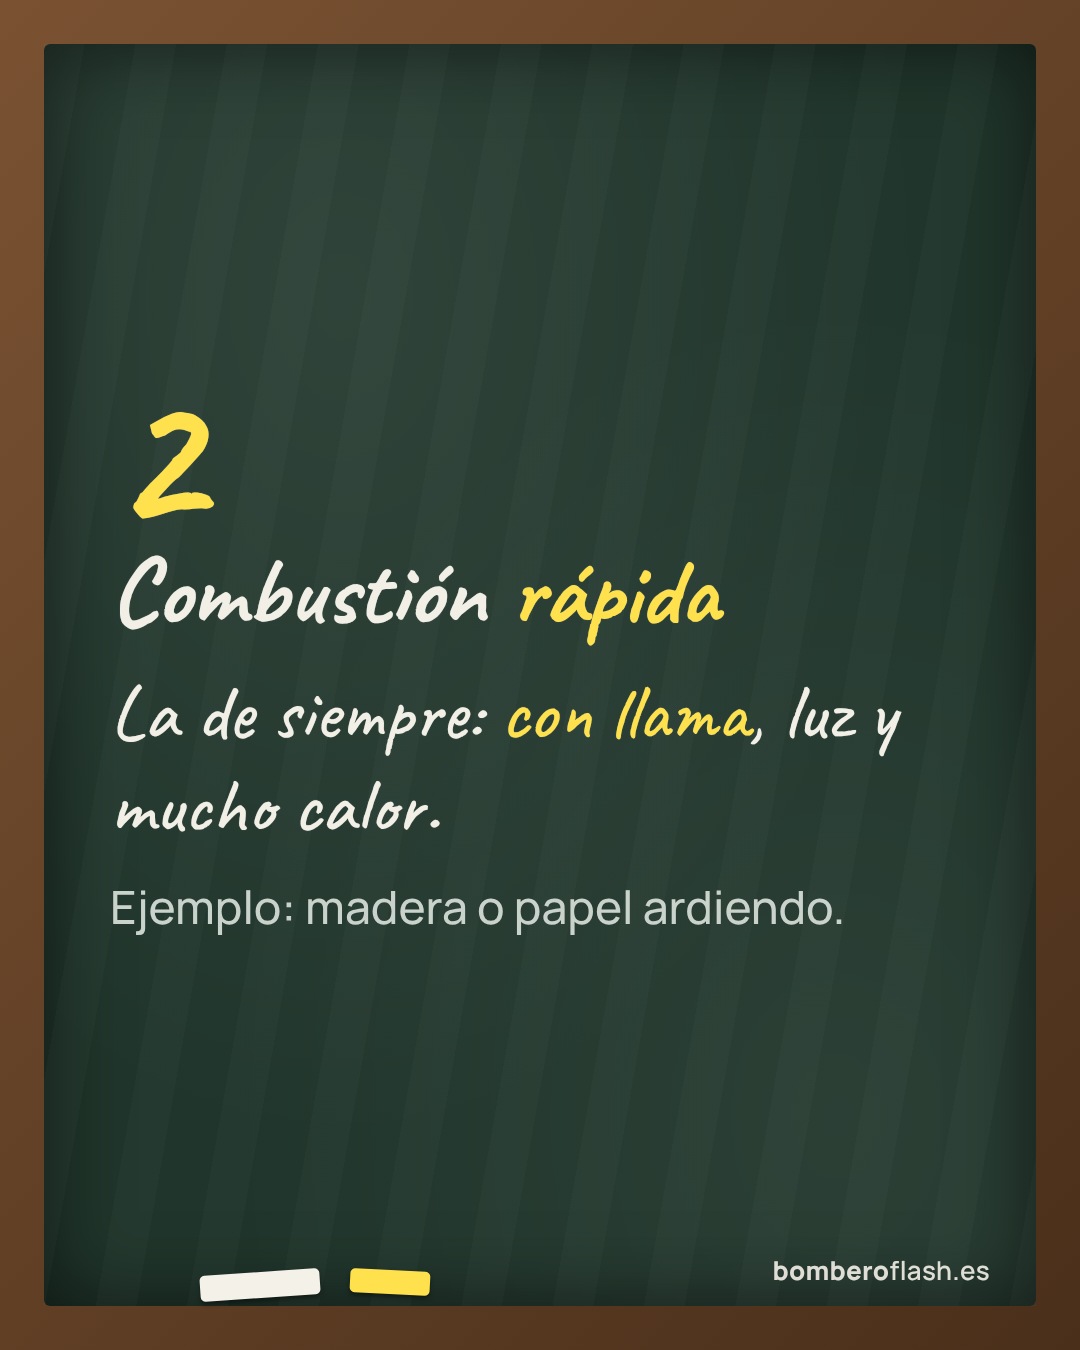 2
Combustión rápida
La de siempre: con llama, luz y
mucho calor.
Ejemplo: madera o papel ardiendo.
bomberoflash.es